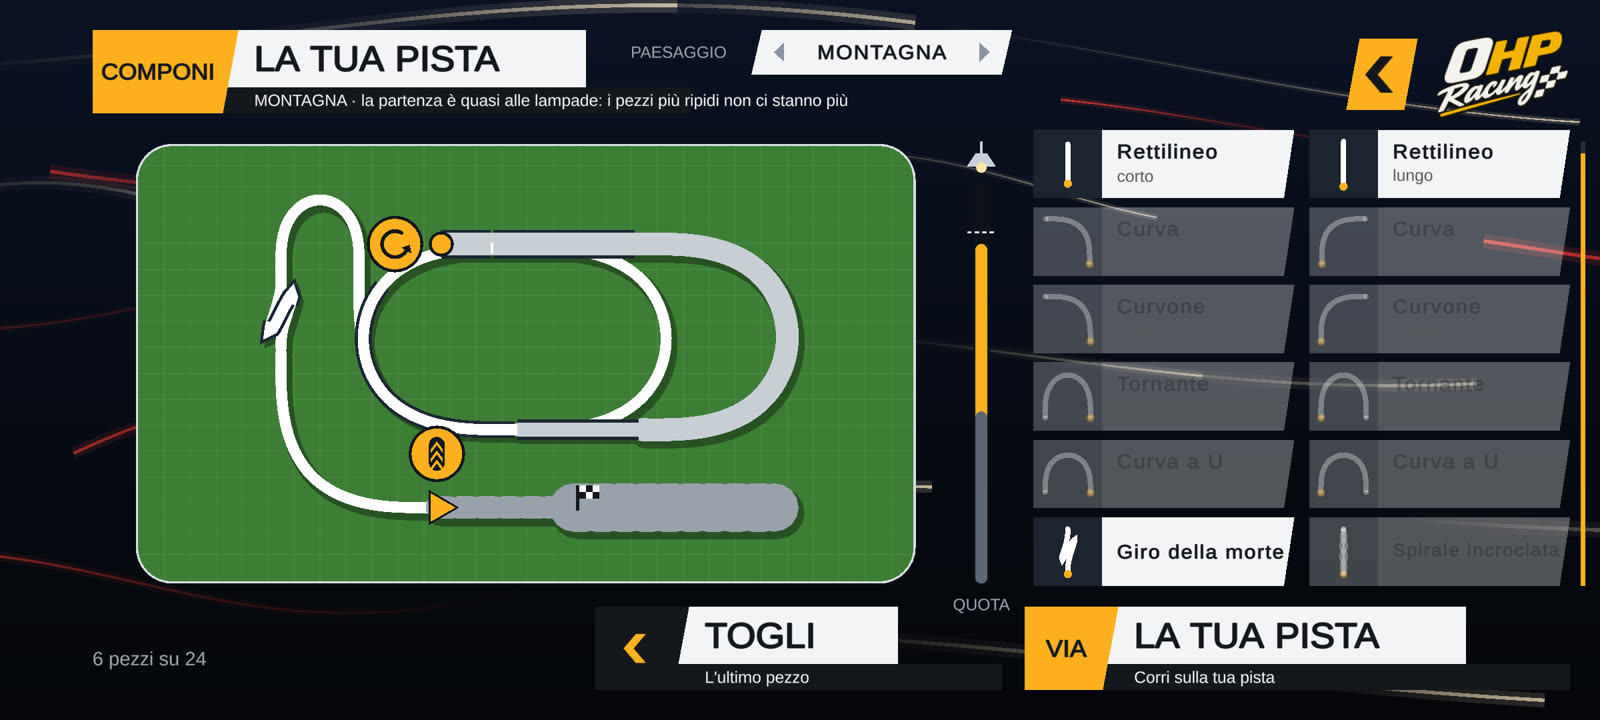 COMPONI
LA TUA PISTA
MONTAGNA · la partenza è quasi alle lampade: i pezzi più ripidi non ci stanno più
PAESAGGIO
MONTAGNA
OHP
Racing
Rettilineo
corto
Rettilineo
lungo
Curva
Curva
Curvone
Curvone
Tornante
Tornante
Curva a U
Curva a U
Giro della morte
Spirale incrociata
QUOTA
6 pezzi su 24
TOGLI
L'ultimo pezzo
VIA
LA TUA PISTA
Corri sulla tua pista